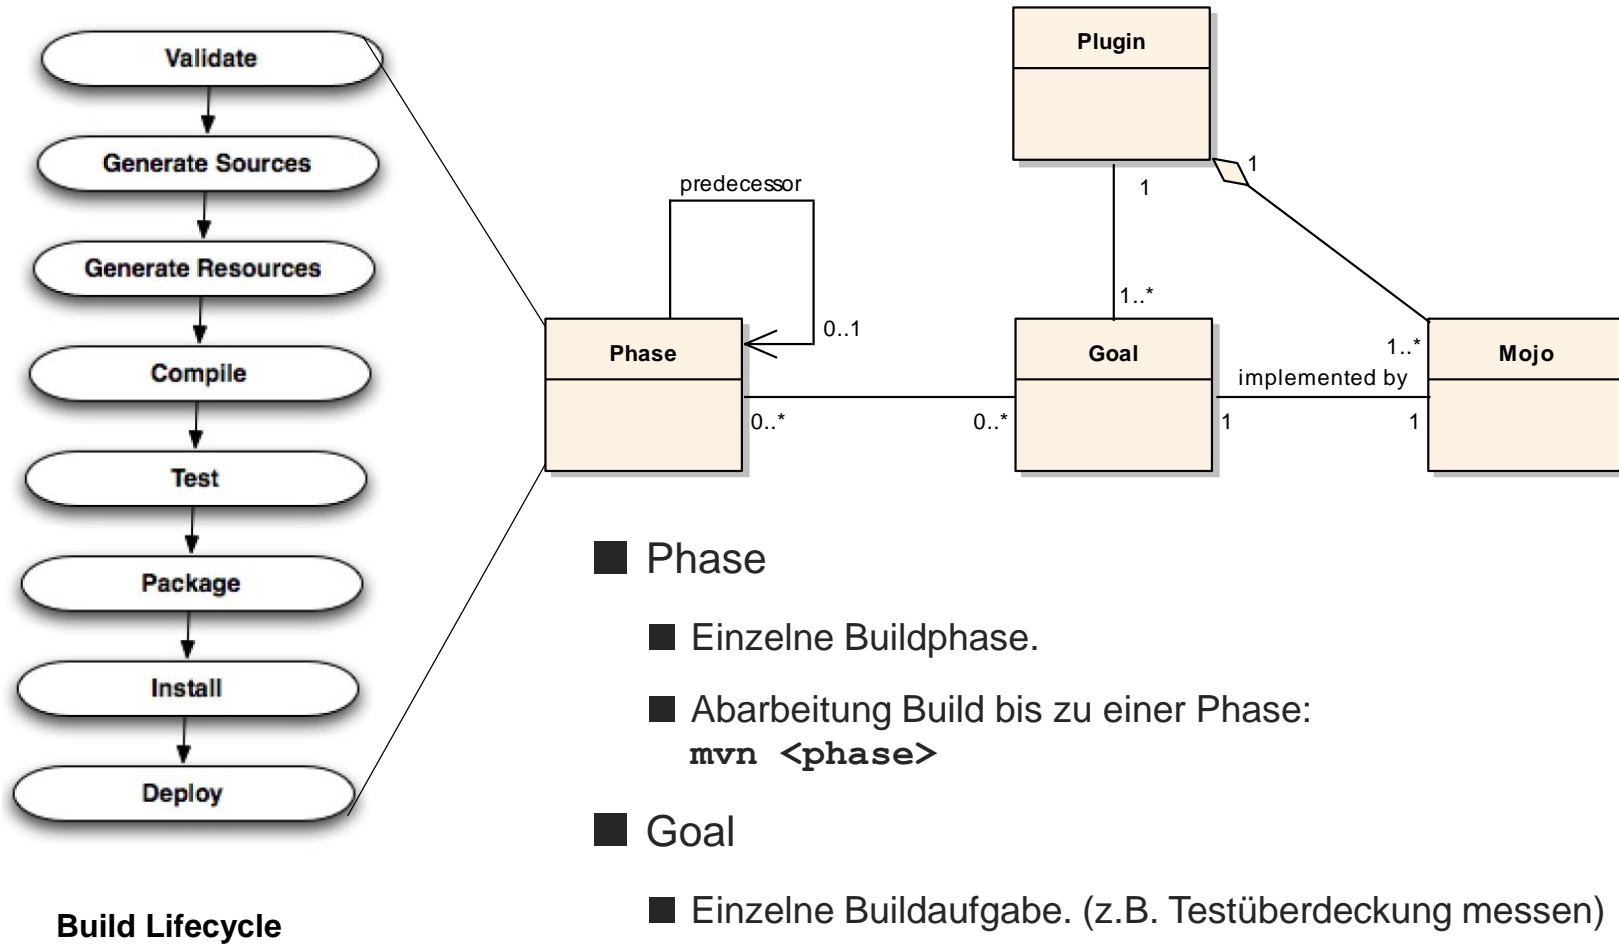 Validate
Generate Sources
Generate Resources
Compile
Test
Package
Install
Deploy
Build Lifecycle
predecessor
0..1
Phase
0..*
0..*
Plugin
1
1
1..*
Goal
1..*
implemented by
1
1
Mojo
Phase
Einzelne Buildphase.
Abarbeitung Build bis zu einer Phase:
mvn <phase>
Goal
Einzelne Buildaufgabe. (z.B. Testüberdeckung messen)